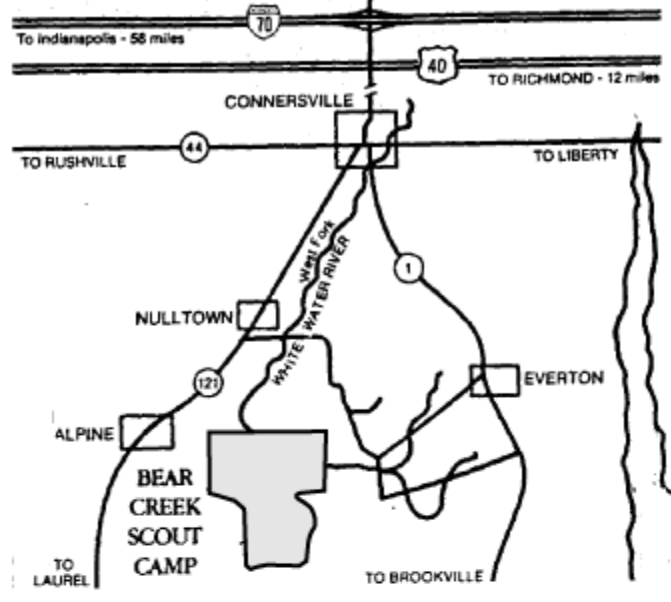 70
To Indianapolis - 58 miles
40
TO RICHMOND - 12 miles
CONNERSVILLE
44
TO RUSHVILLE
TO LIBERTY
West Fork
WHITE WATER RIVER
1
NULLTOWN
121
EVERTON
ALPINE
BEAR
CREEK
SCOUT
CAMP
TO
LAUREL
TO BROOKVILLE